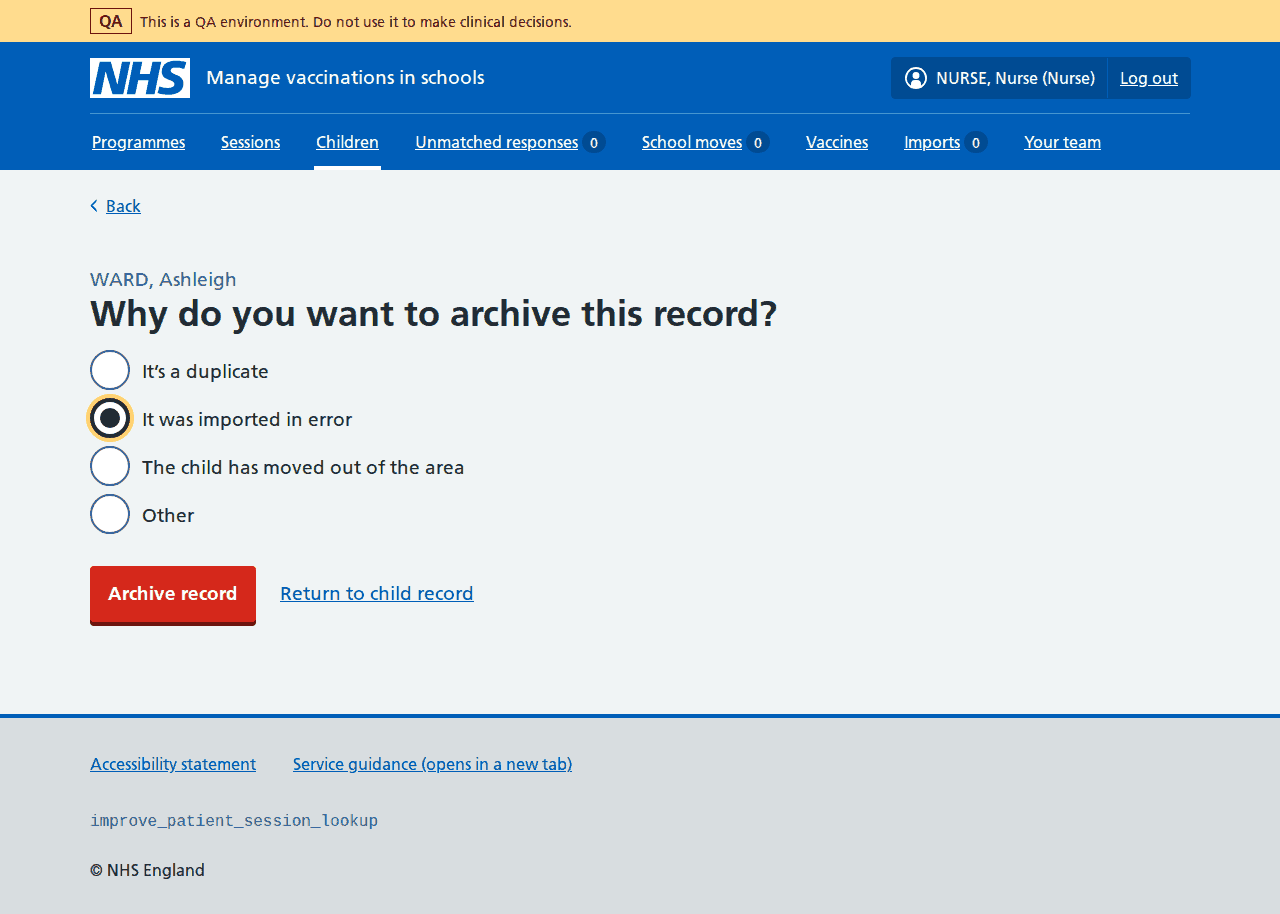 QA This is a QA environment. Do not use it to make clinical decisions.
NHS Manage vaccinations in schools NURSE, Nurse (Nurse) Log out
Programmes Sessions Children Unmatched responses 0 School moves 0 Vaccines Imports 0 Your team
Back
WARD, Ashleigh
Why do you want to archive this record?
It’s a duplicate
It was imported in error
The child has moved out of the area
Other
Archive record Return to child record
Accessibility statement Service guidance (opens in a new tab)
improve_patient_session_lookup
© NHS England